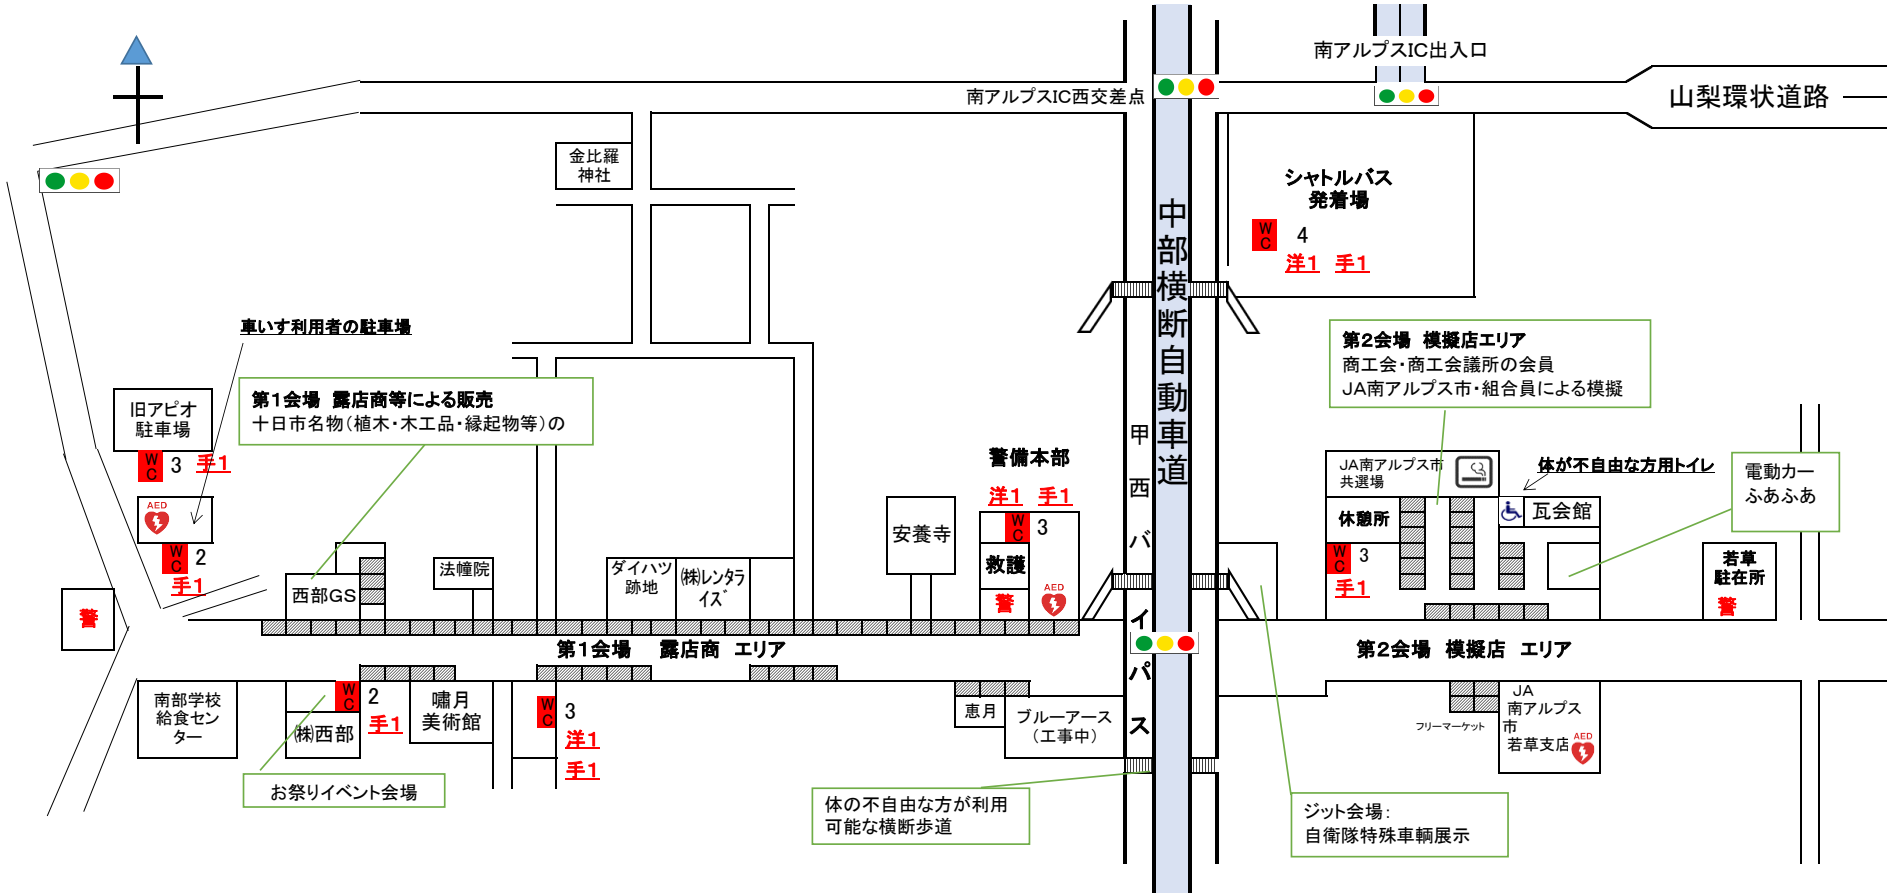 南アルプスIC出入口
南アルプスIC西交差点
山梨環状道路
金比羅
神社
シャトルバス
発着場
WC 4
洋1 手1
中部横断自動車道
甲西バイパス
車いす利用者の駐車場
第1会場 露店商等による販売
十日市名物(植木・木工品・縁起物等)の
旧アピオ
駐車場
WC 3 手1
AED
WC 2
手1
警
西部GS
法幢院
ダイハツ
跡地
㈱レンタラ
イズ
安養寺
警備本部
洋1 手1
WC 3
救護
警
AED
第2会場 模擬店エリア
商工会・商工会議所の会員
JA南アルプス市・組合員による模擬
JA南アルプス市
共選場
体が不自由な方用トイレ
電動カー
ふあふあ
休憩所
瓦会館
WC 3
手1
若草
駐在所
警
第1会場 露店商 エリア
第2会場 模擬店 エリア
南部学校
給食セン
ター
WC 2
手1
㈱西部
嘯月
美術館
WC 3
洋1
手1
恵月
ブルーアース
(工事中)
フリーマーケット
JA
南アルプス
市
若草支店
AED
お祭りイベント会場
体の不自由な方が利用
可能な横断歩道
ジット会場:
自衛隊特殊車輌展示